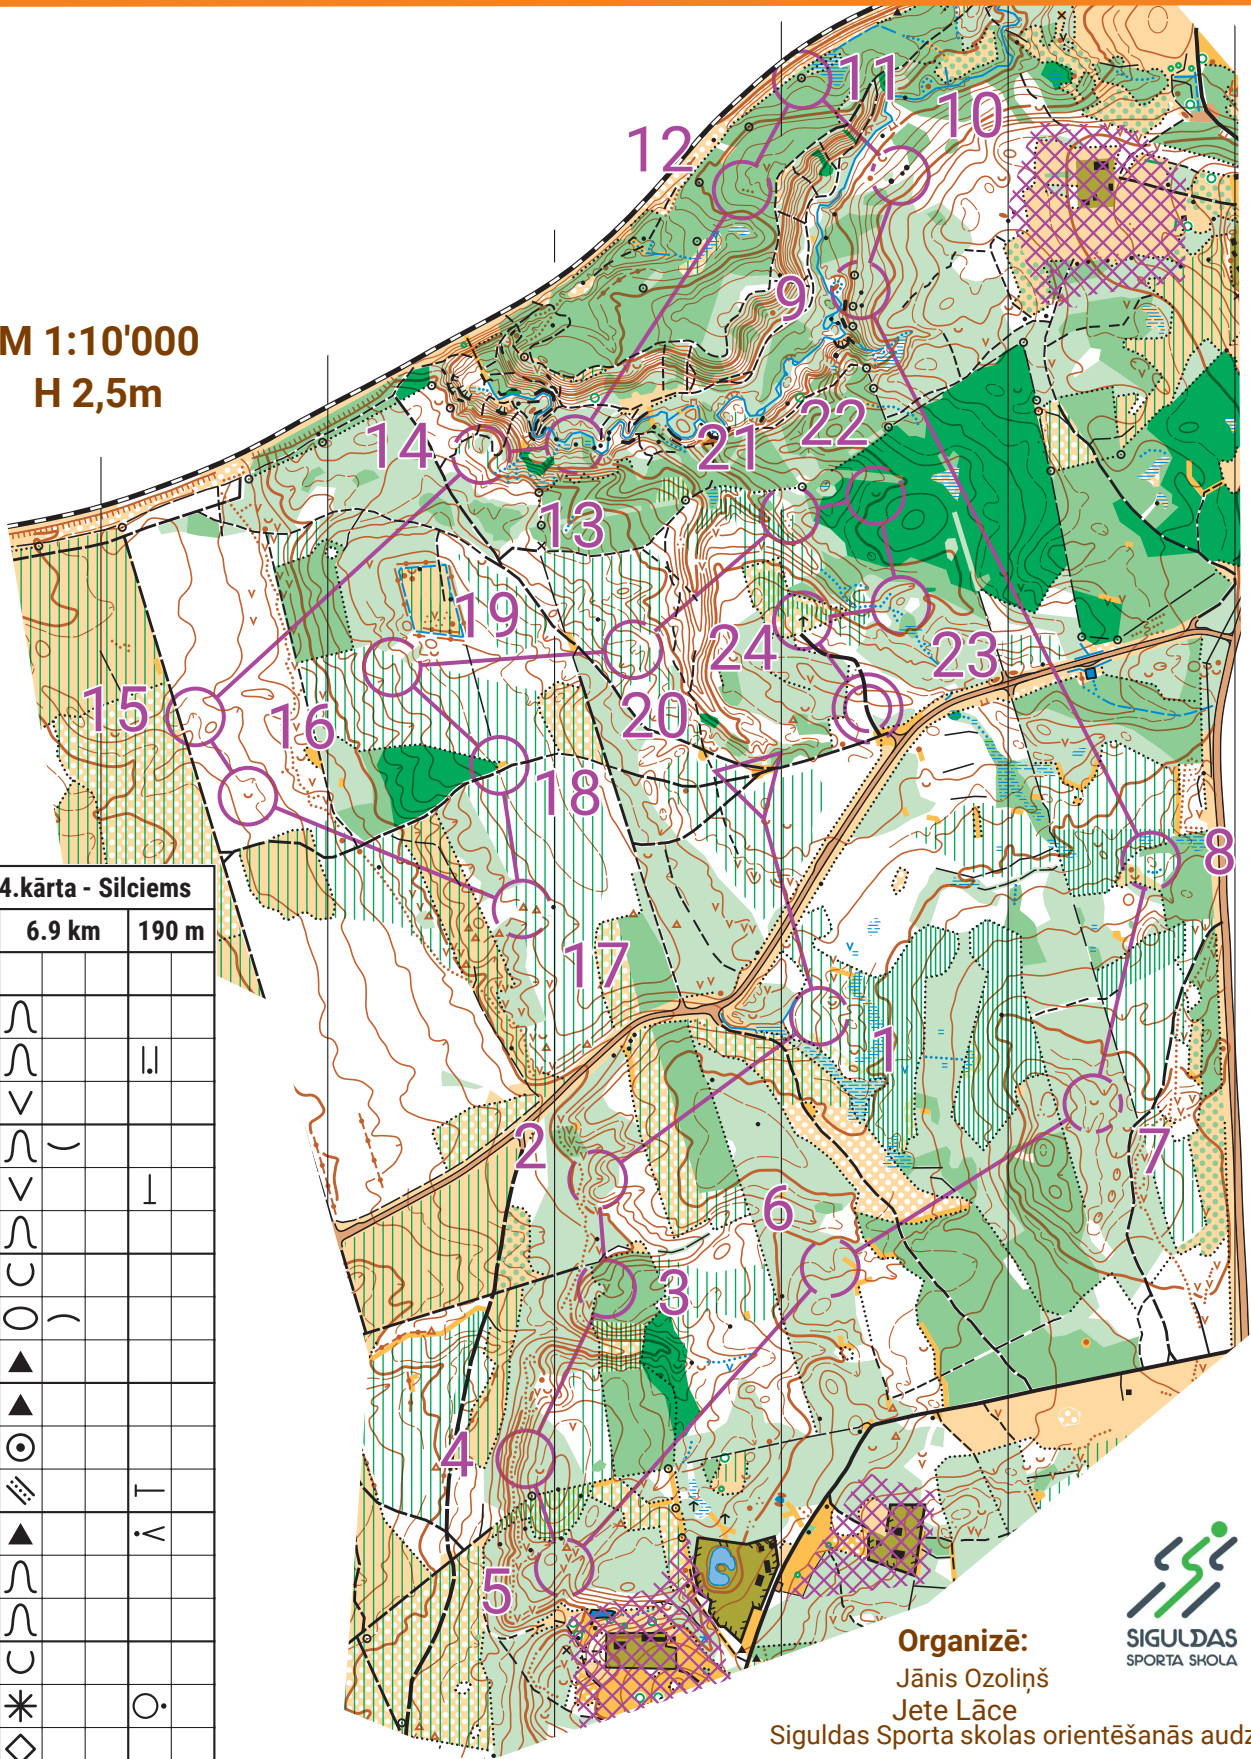 11
10
12
9
M 1:10'000
H 2,5m
14
22
21
13
19
24
23
15
16
20
18
8
4.kārta - Silciems
6.9 km 190 m
17
1
2
7
6
3
4
5
Organizē:
Jānis Ozoliņš
Jete Lāce
Siguldas Sporta skolas orientēšanās
SIGULDAS
SPORTA SKOLA